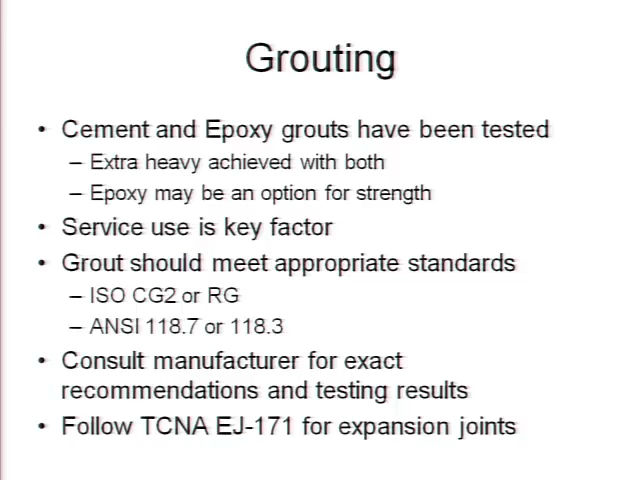 Grouting
• Cement and Epoxy grouts have been tested
– Extra heavy achieved with both
– Epoxy may be an option for strength
• Service use is key factor
• Grout should meet appropriate standards
– ISO CG2 or RG
– ANSI 118.7 or 118.3
• Consult manufacturer for exact
recommendations and testing results
• Follow TCNA EJ-171 for expansion joints